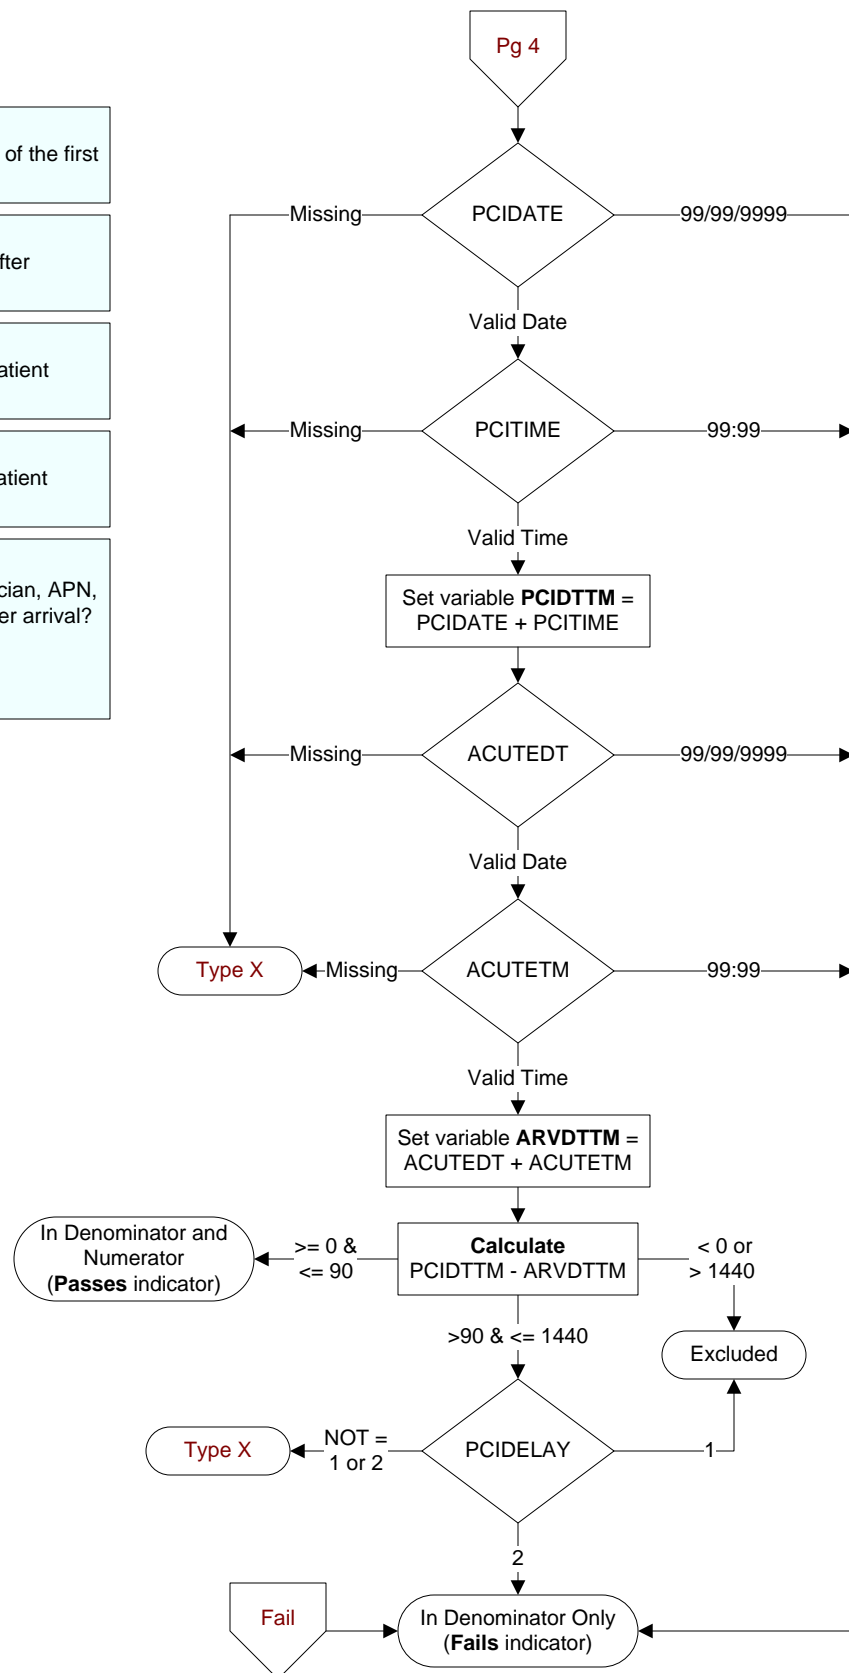 Pg 4
of the first
PCIDATE
Missing
99/99/9999
Valid Date
atient
PCITIME
Missing
99:99
atient
Valid Time
cian, APN,
er arrival?
Set variable PCIDTTM =
PCIDATE + PCITIME
ACUTEDT
Missing
99/99/9999
Valid Date
ACUTETM
Missing
99:99
Type X
Valid Time
Set variable ARVDTTM =
ACUTEDT + ACUTETM
In Denominator and
Numerator
(Passes indicator)
>= 0 &
<= 90
Calculate
PCIDTTM - ARVDTTM
< 0 or
> 1440
>90 & <= 1440
Excluded
Type X
NOT =
1 or 2
PCIDELAY
1
2
Fail
In Denominator Only
(Fails indicator)